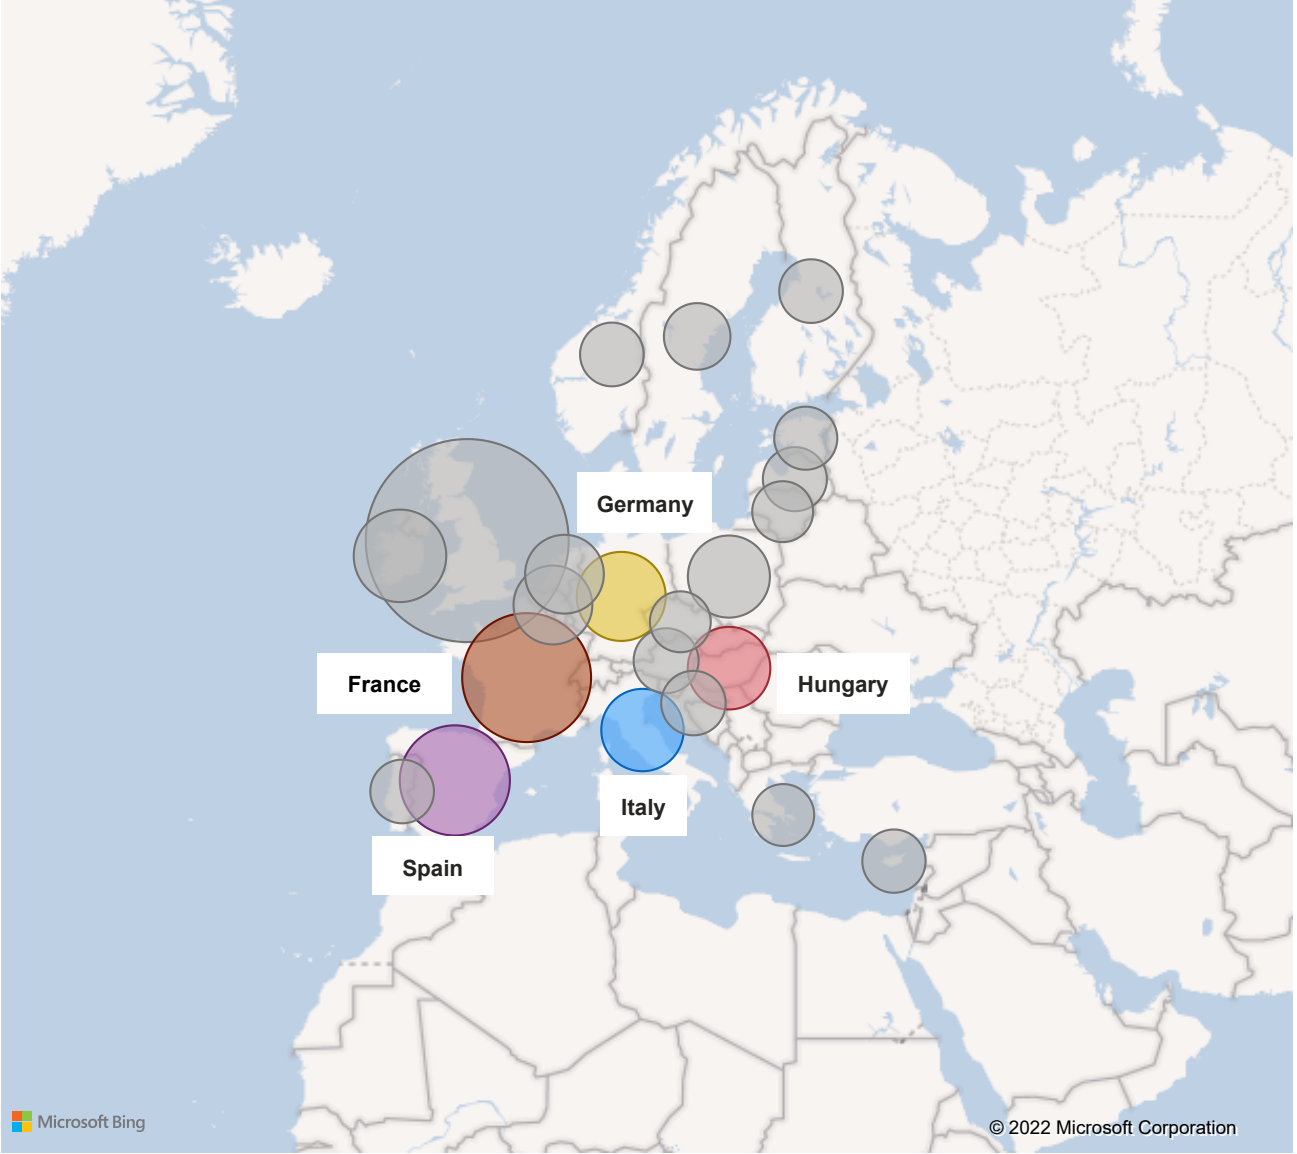 Germany
France
Hungary
Italy
Spain
Microsoft Bing
© 2022 Microsoft Corporation